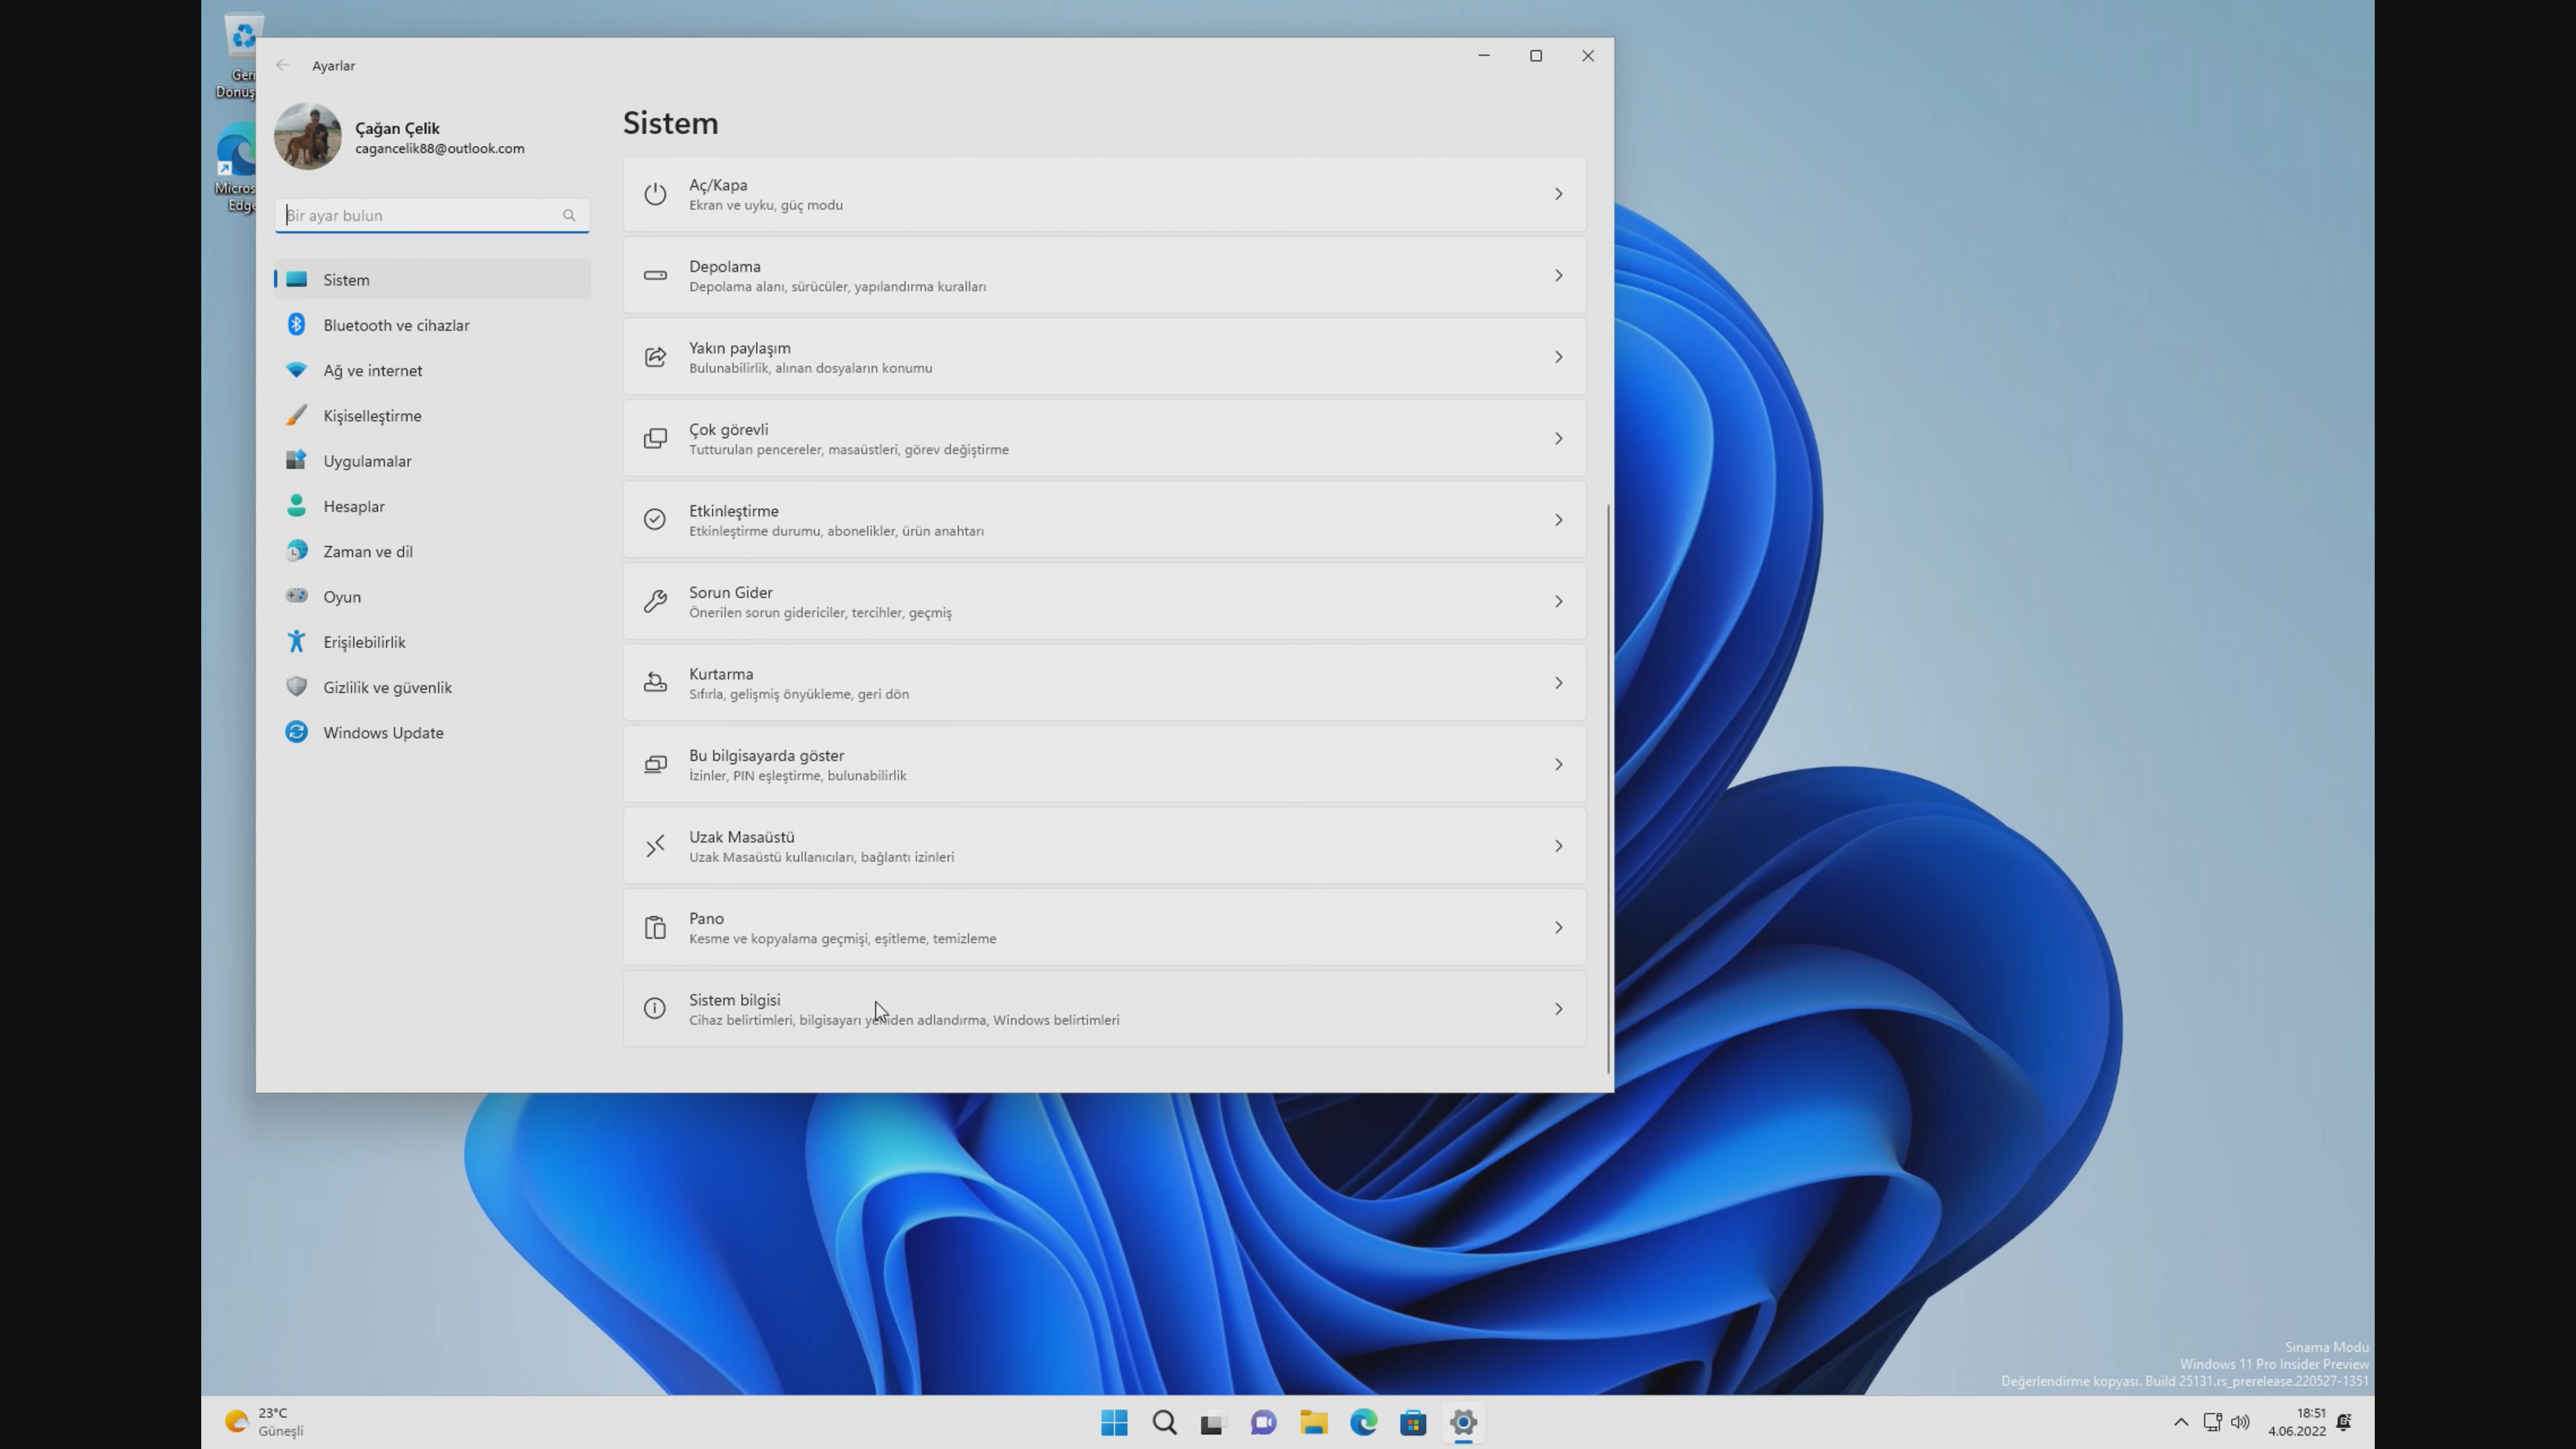 Geri
Dönüş
Micros
Edge
Ayarlar
Çağan Çelik
cagancelik88@outlook.com
Bir ayar bulun
Sistem
Bluetooth ve cihazlar
Ağ ve internet
Kişiselleştirme
Uygulamalar
Hesaplar
Zaman ve dil
Oyun
Erişilebilirlik
Gizlilik ve güvenlik
Windows Update
Sistem
Aç/Kapa
Ekran ve uyku, güç modu
Depolama
Depolama alanı, sürücüler, yapılandırma kuralları
Yakın paylaşım
Bulunabilirlik, alınan dosyaların konumu
Çok görevli
Tutturulan pencereler, masaüstleri, görev değiştirme
Etkinleştirme
Etkinleştirme durumu, abonelikler, ürün anahtarı
Sorun Gider
Önerilen sorun gidericiler, tercihler, geçmiş
Kurtarma
Sıfırla, gelişmiş önyükleme, geri dön
Bu bilgisayarda göster
İzinler, PIN eşleştirme, bulunabilirlik
Uzak Masaüstü
Uzak Masaüstü kullanıcıları, bağlantı izinleri
Pano
Kesme ve kopyalama geçmişi, eşitleme, temizleme
Sistem bilgisi
Cihaz belirtimleri, bilgisayarı yeniden adlandırma, Windows belirtimleri
Sınama Modu
Windows 11 Pro Insider Preview
Değerlendirme kopyası. Build 25131.rs_prerelease.220527-1351
23°C
Güneşli
18:51
4.06.2022